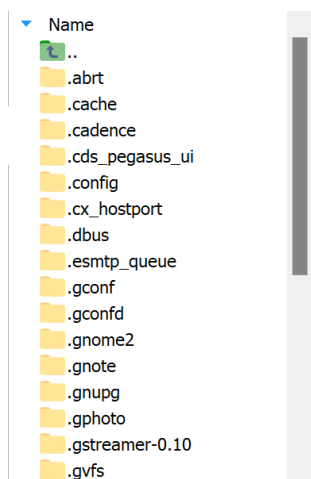 Name
..
.abrt
.cache
.cadence
.cds_pegasus_ui
.config
.cx_hostport
.dbus
.esmtp_queue
.gconf
.gconfd
.gnome2
.gnote
.gnupg
.gphoto
.gstreamer-0.10
.gvfs